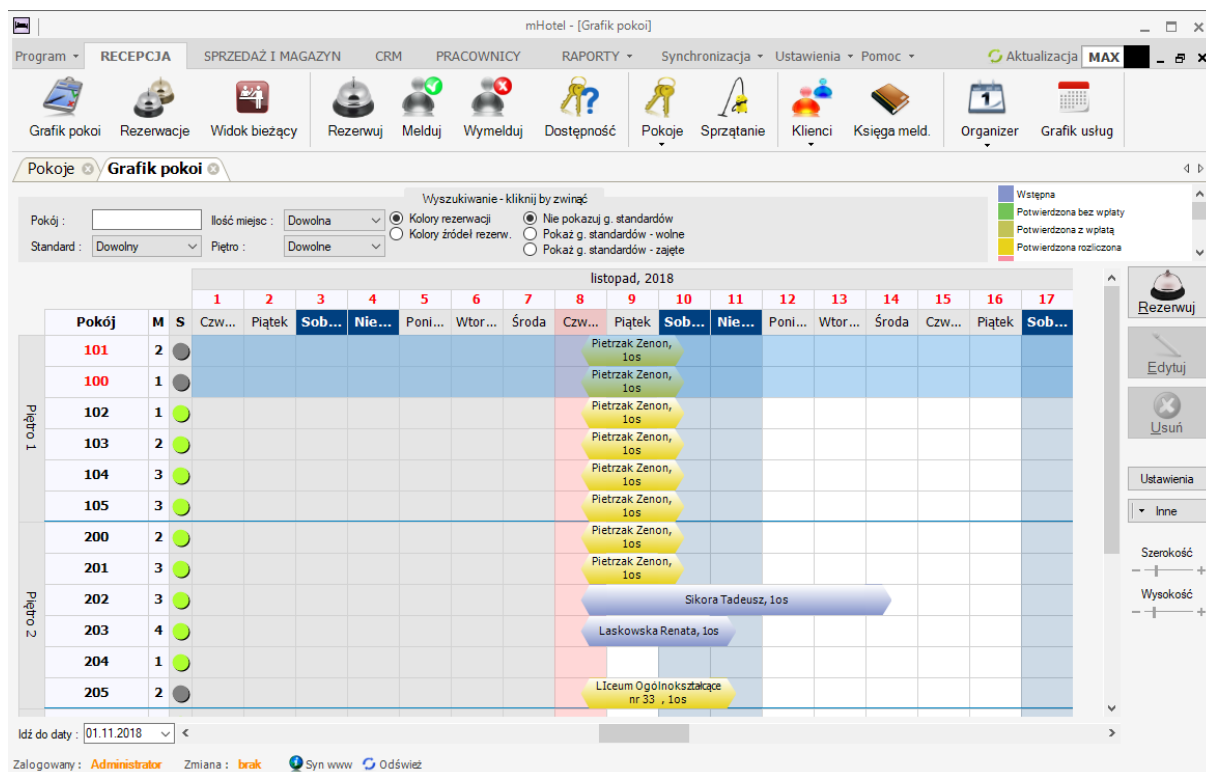 mHotel - [Grafik pokoi]
Program RECEPCJA SPRZEDAŻ I MAGAZYN CRM PRACOWNICY RAPORTY Synchronizacja Ustawienia Pomoc Aktualizacja MAX
Grafik pokoi Rezerwacje Widok bieżący Rezerwuj Melduj Wymelduj Dostępność Pokoje Sprzątanie Klienci Księga meld. Organizer Grafik usług
Pokoje Grafik pokoi
Wyszukiwanie - kliknij by zwinąć
Pokój : Ilość miejsc : Dowolna Kolory rezerwacji Nie pokazuj g. standardów
Kolory źródeł rezerw. Pokaż g. standardów - wolne
Standard : Dowolny Piętro : Dowolne Pokaż g. standardów - zajęte
Wstępna
Potwierdzona bez wpłaty
Potwierdzona z wpłatą
Potwierdzona rozliczona
listopad, 2018
1 2 3 4 5 6 7 8 9 10 11 12 13 14 15 16 17
Pokój M S Czw... Piątek Sob... Nie... Poni... Wtor... Środa Czw... Piątek Sob... Nie... Poni... Wtor... Środa Czw... Piątek Sob...
Piętro 1
101 2 Pietrzak Zenon,
1os
100 1 Pietrzak Zenon,
1os
102 1 Pietrzak Zenon,
1os
103 2 Pietrzak Zenon,
1os
104 3 Pietrzak Zenon,
1os
105 3 Pietrzak Zenon,
1os
Piętro 2
200 2 Pietrzak Zenon,
1os
201 3 Pietrzak Zenon,
1os
202 3 Sikora Tadeusz, 1os
203 4 Laskowska Renata, 1os
204 1
205 2 LIceum Ogólnokształcące
nr 33 , 1os
Rezerwuj
Edytuj
Usuń
Ustawienia
Inne
Szerokość
Wysokość
Idź do daty : 01.11.2018
Zalogowany : Administrator Zmiana : brak Syn www Odśwież